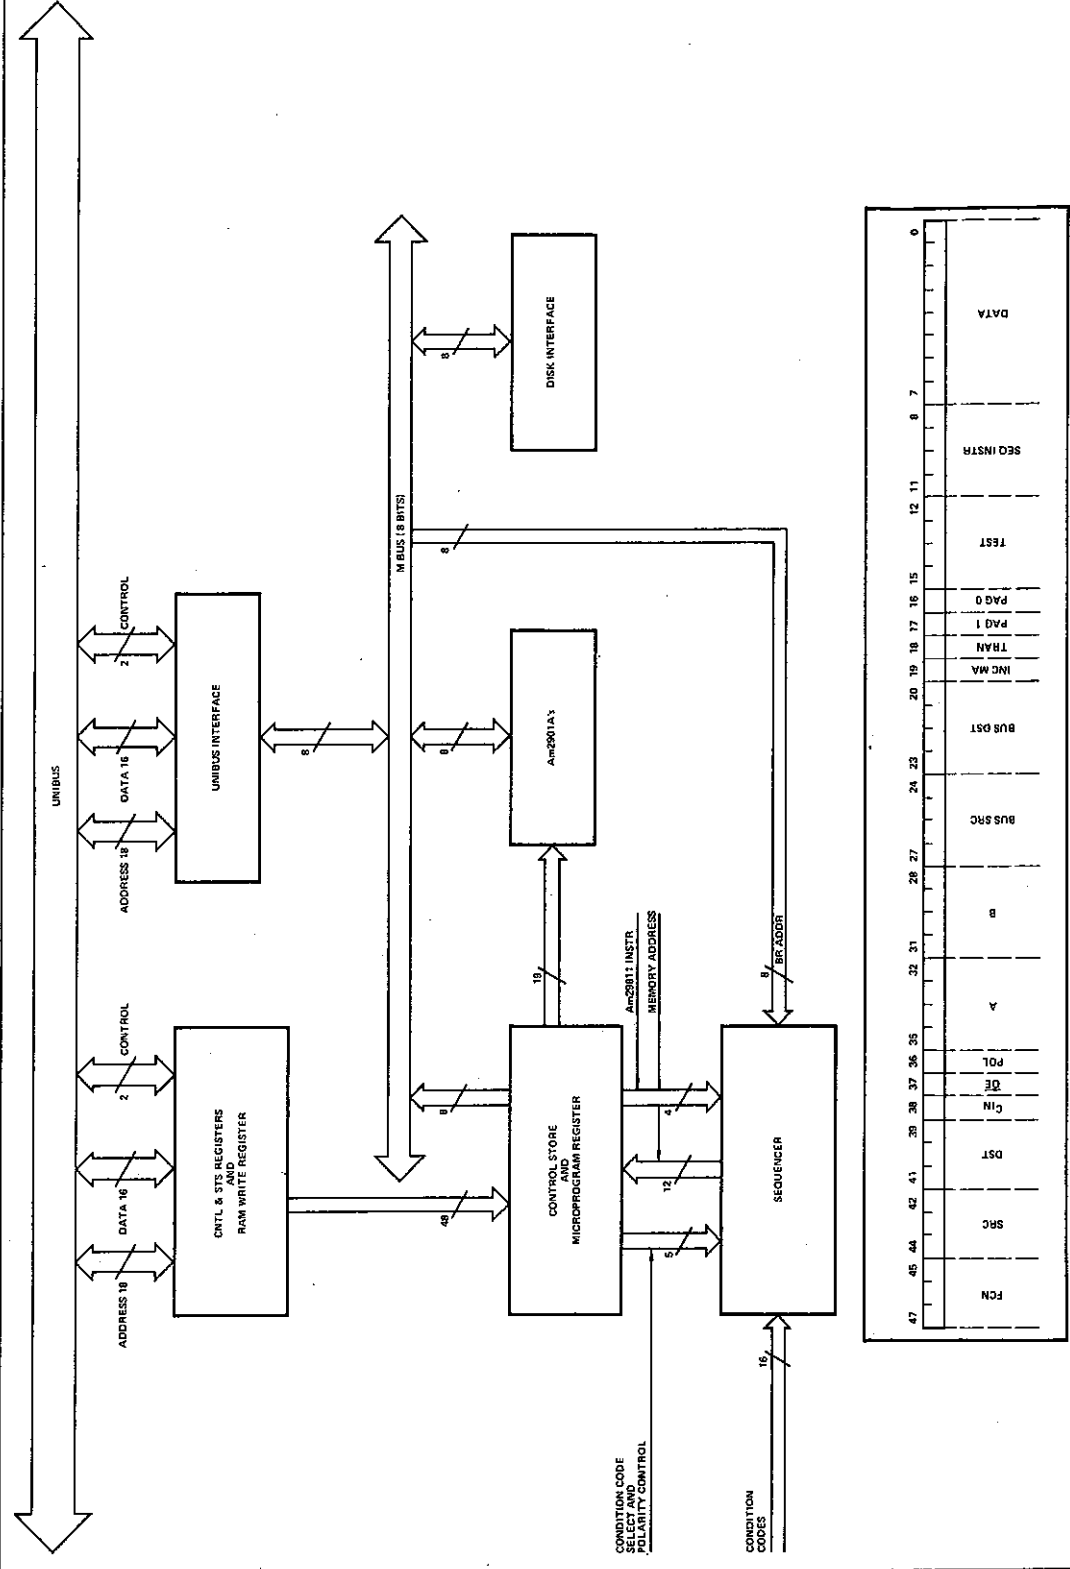 UNIBUS
ADDRESS 18
DATA 16
2
CONTROL
ADDRESS 18
DATA 16
2
CONTROL
CNTL & STS REGISTERS
AND
RAM WRITE REGISTER
UNIBUS INTERFACE
8
M BUS (8 BITS)
48
8
8
8
8
19
CONTROL STORE
AND
MICROPROGRAM REGISTER
Am2901A's
DISK INTERFACE
CONDITION CODE
SELECT AND
POLARITY CONTROL
5
12
4
Am29811 INSTR
MEMORY ADDRESS
8
BR ADDR
SEQUENCER
CONDITION
CODES
16
47 45 44 42 41 39 38 37 36 35 32 31 28 27 24 23 20 19 18 17 16 15 12 11 8 7 0
FCN
SRC
DST
CIN
OE
POL
A
B
BUS SRC
BUS DST
INC MA
TRAN
PAG 1
PAG 0
TEST
SEQ INSTR
DATA